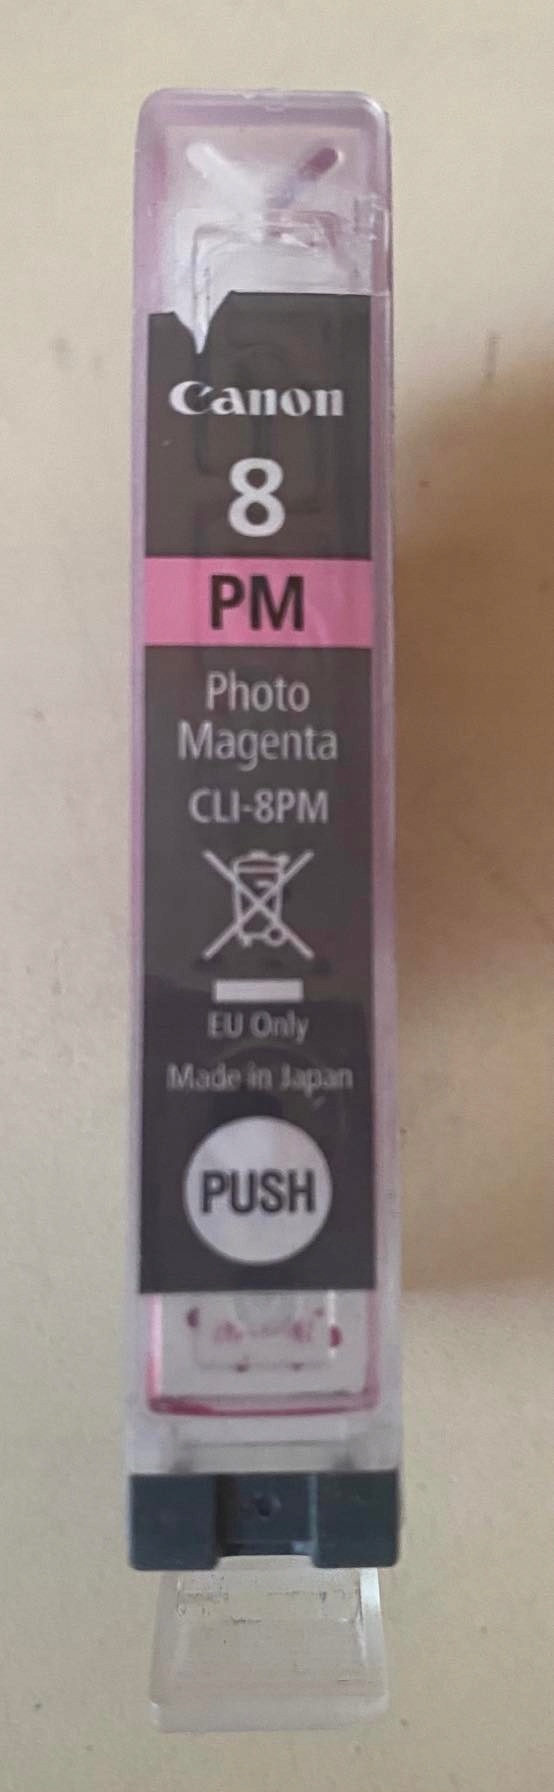 Canon
8
PM
Photo
Magenta
CLI-8PM
EU Only
Made in Japan
PUSH